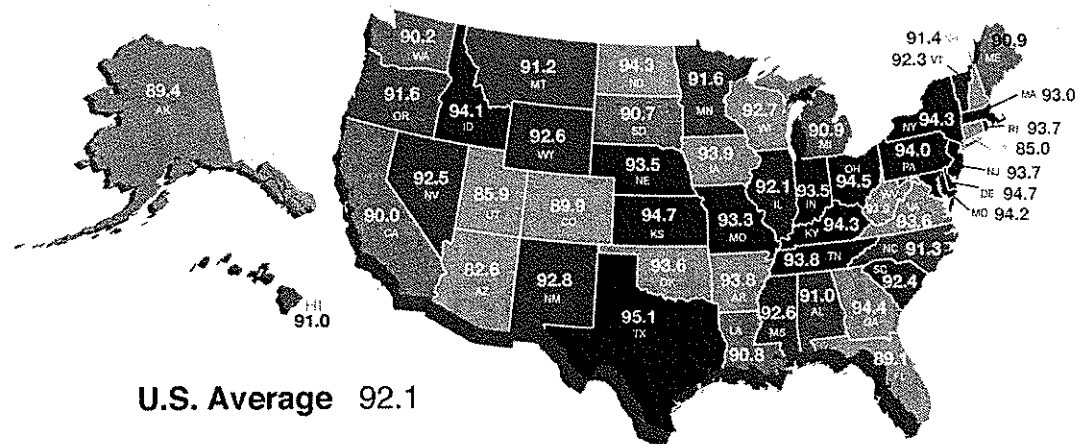 89.4
AK
HI
91.0
90.2
WA
91.6
OR
90.0
CA
94.1
ID
92.5
NV
91.2
MT
92.6
WY
85.9
UT
82.6
AZ
92.8
NM
94.3
ND
90.7
SD
93.5
NE
94.7
KS
93.6
95.1
TX
91.6
MN
93.9
IA
93.3
MO
93.8
AR
LA
90.8
92.7
WI
92.1
IL
90.9
MI
93.5
IN
OH
94.5
KY 94.3
93.8 TN
92.6
MS
91.0
AL
94.4
GA
SC
92.4
NC 91.3
94.0
PA
NY 94.3
91.4
92.3 VT
90.9
ME
MA 93.0
RI 93.7
85.0
NJ 93.7
DE 94.7
MD 94.2
U.S. Average 92.1